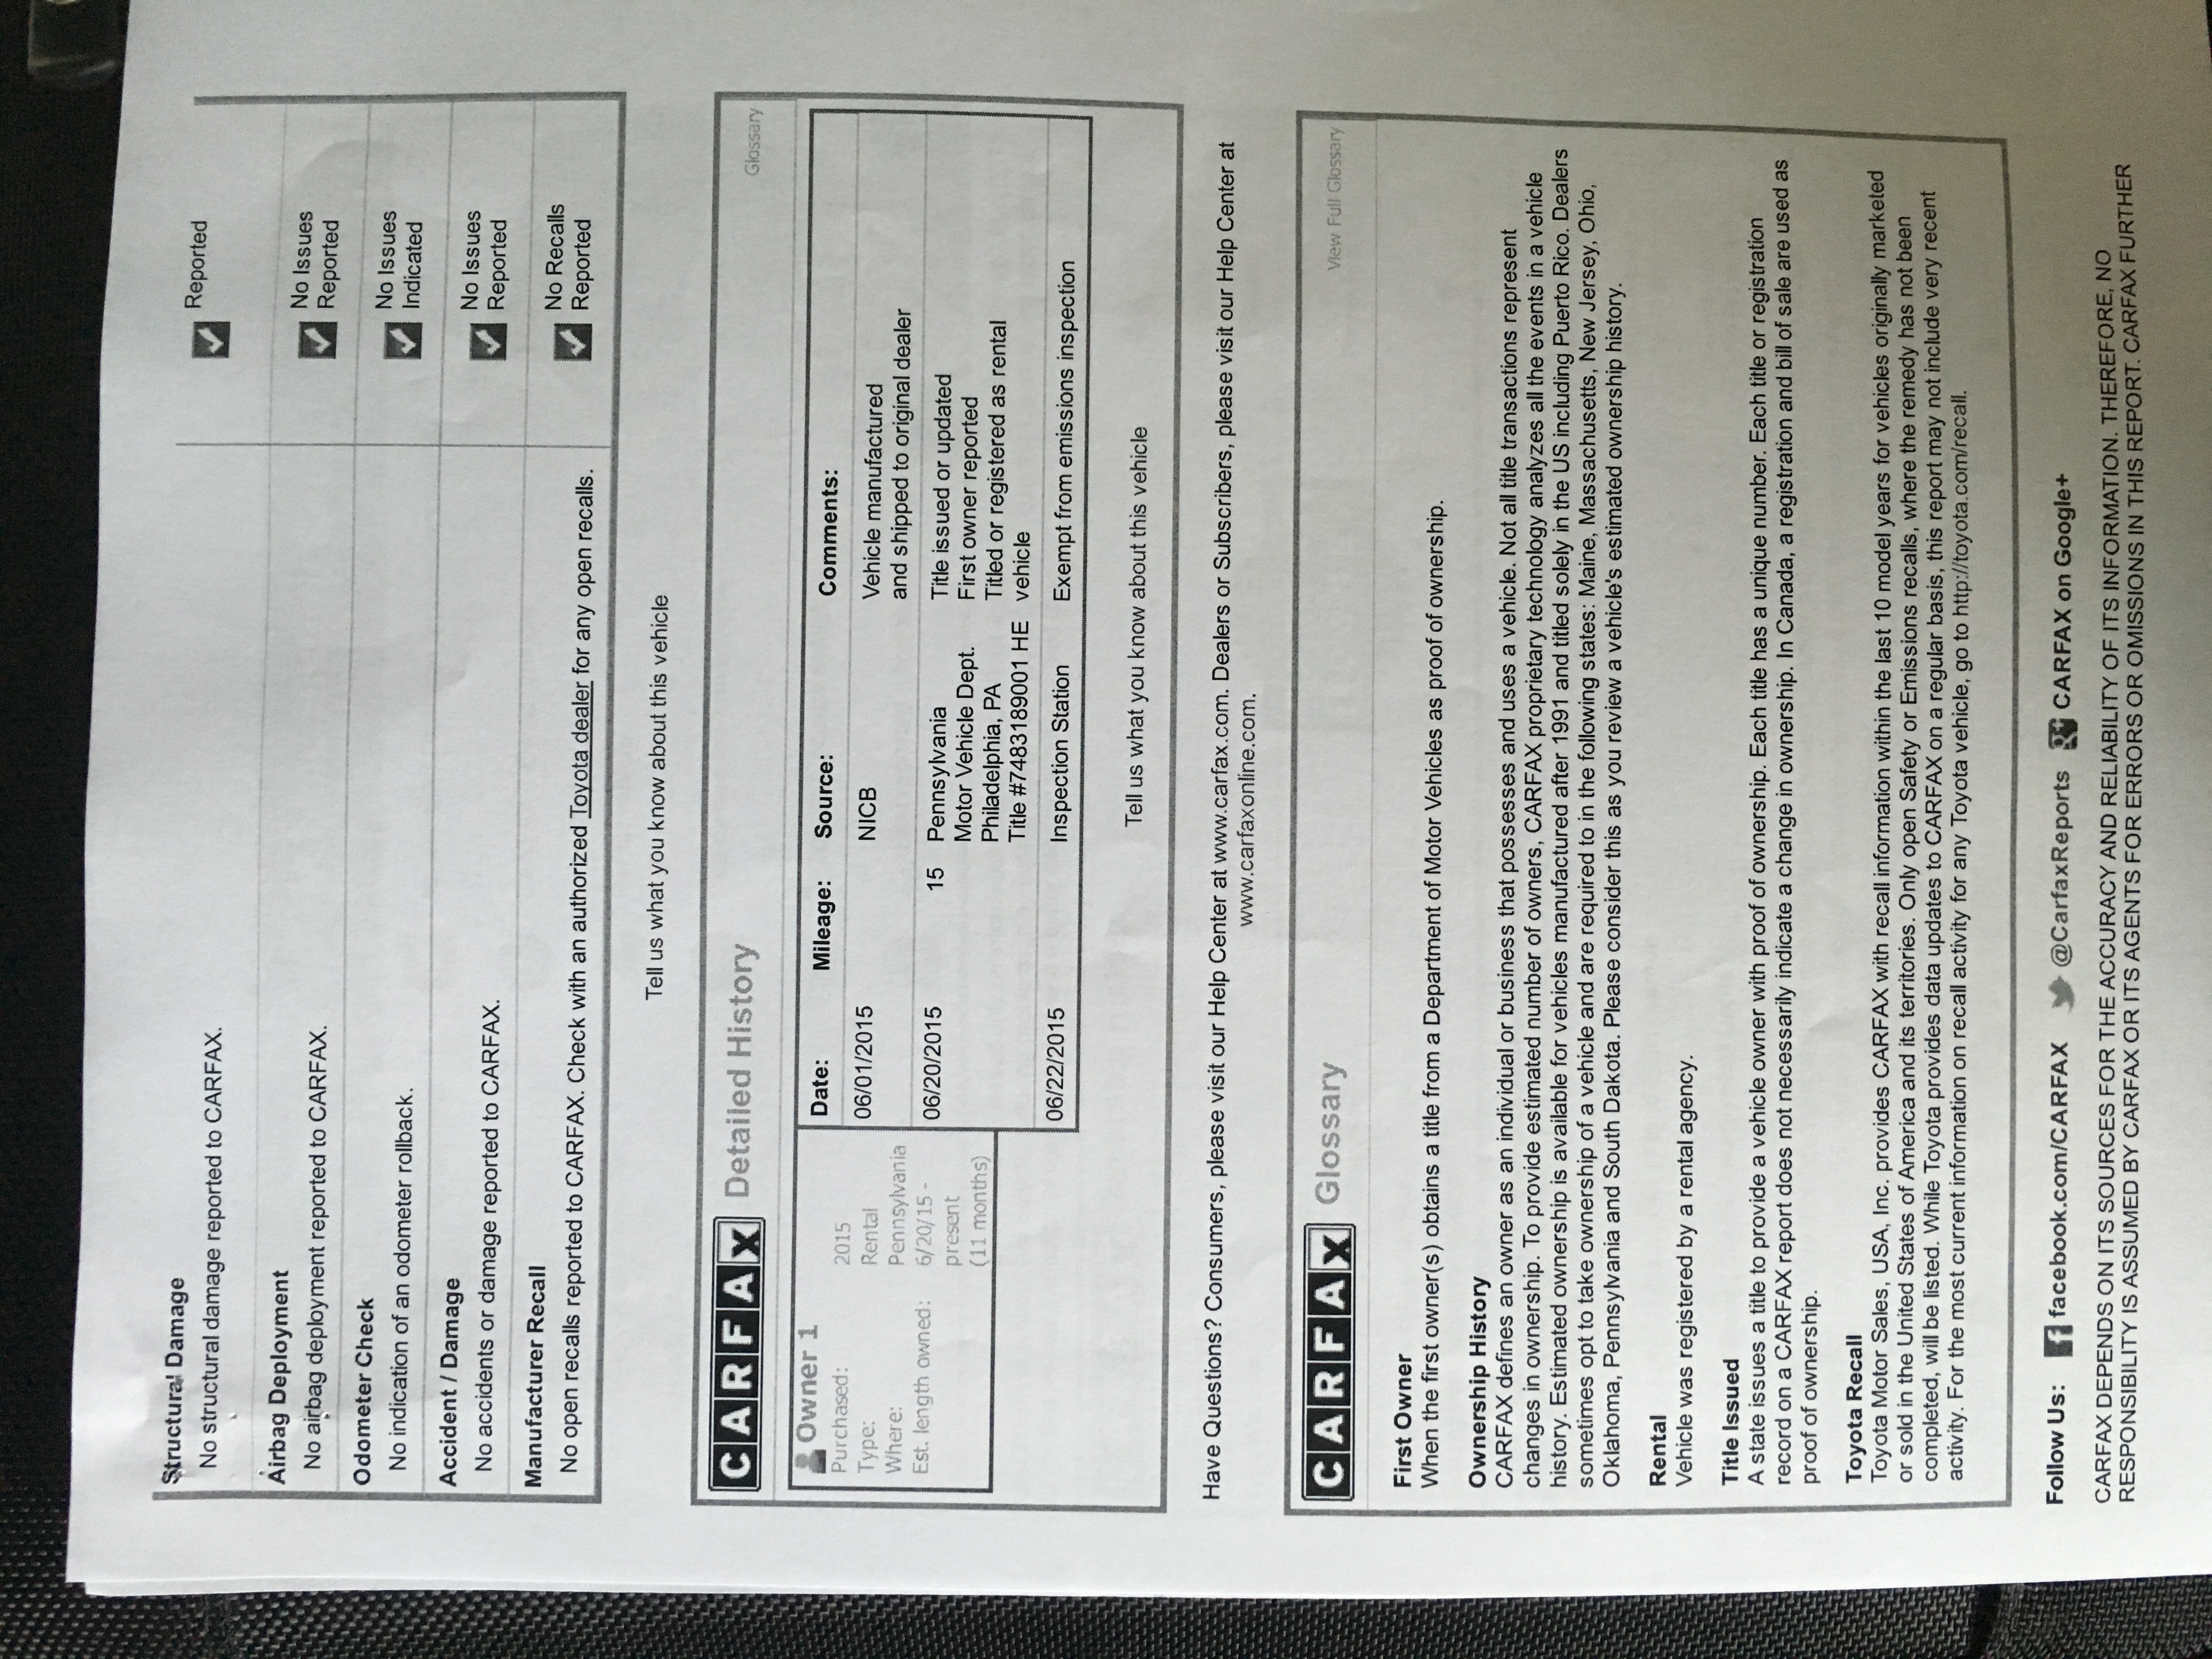 Structural Damage
No structural damage reported to CARFAX.
Reported
Airbag Deployment
No airbag deployment reported to CARFAX.
No Issues
Reported
Odometer Check
No indication of an odometer rollback.
No Issues
Indicated
Accident / Damage
No accidents or damage reported to CARFAX.
No Issues
Reported
Manufacturer Recall
No open recalls reported to CARFAX. Check with an authorized Toyota dealer for any open recalls.
No Recalls
Reported
Tell us what you know about this vehicle
CARFAX Detailed History
Glossary
Owner 1
Purchased: 2015
Type: Rental
Where: Pennsylvania
Est. length owned: 6/20/15 -
present
(11 months)
Date: Mileage: Source: Comments:
06/01/2015 NICB Vehicle manufactured
and shipped to original dealer
06/20/2015 15 Pennsylvania Title issued or updated
Motor Vehicle Dept. First owner reported
Philadelphia, PA Titled or registered as rental
Title #7483189001 HE vehicle
06/22/2015 Inspection Station Exempt from emissions inspection
Tell us what you know about this vehicle
Have Questions? Consumers, please visit our Help Center at www.carfax.com. Dealers or Subscribers, please visit our Help Center at
www.carfaxonline.com.
CARFAX Glossary
View Full Glossary
First Owner
When the first owner(s) obtains a title from a Department of Motor Vehicles as proof of ownership.
Ownership History
CARFAX defines an owner as an individual or business that possesses and uses a vehicle. Not all title transactions represent
changes in ownership. To provide estimated number of owners, CARFAX proprietary technology analyzes all the events in a vehicle
history. Estimated ownership is available for vehicles manufactured after 1991 and titled solely in the US including Puerto Rico. Dealers
sometimes opt to take ownership of a vehicle and are required to in the following states: Maine, Massachusetts, New Jersey, Ohio,
Oklahoma, Pennsylvania and South Dakota. Please consider this as you review a vehicle's estimated ownership history.
Rental
Vehicle was registered by a rental agency.
Title Issued
A state issues a title to provide a vehicle owner with proof of ownership. Each title has a unique number. Each title or registration
record on a CARFAX report does not necessarily indicate a change in ownership. In Canada, a registration and bill of sale are used as
proof of ownership.
Toyota Recall
Toyota Motor Sales, USA, Inc. provides CARFAX with recall information within the last 10 model years for vehicles originally marketed
or sold in the United States of America and its territories. Only open Safety or Emissions recalls, where the remedy has not been
completed, will be listed. While Toyota provides data updates to CARFAX on a regular basis, this report may not include very recent
activity. For the most current information on recall activity for any Toyota vehicle, go to http://toyota.com/recall.
Follow Us: facebook.com/CARFAX @CarfaxReports CARFAX on Google+
CARFAX DEPENDS ON ITS SOURCES FOR THE ACCURACY AND RELIABILITY OF ITS INFORMATION. THEREFORE, NO
RESPONSIBILITY IS ASSUMED BY CARFAX OR ITS AGENTS FOR ERRORS OR OMISSIONS IN THIS REPORT. CARFAX FURTHER